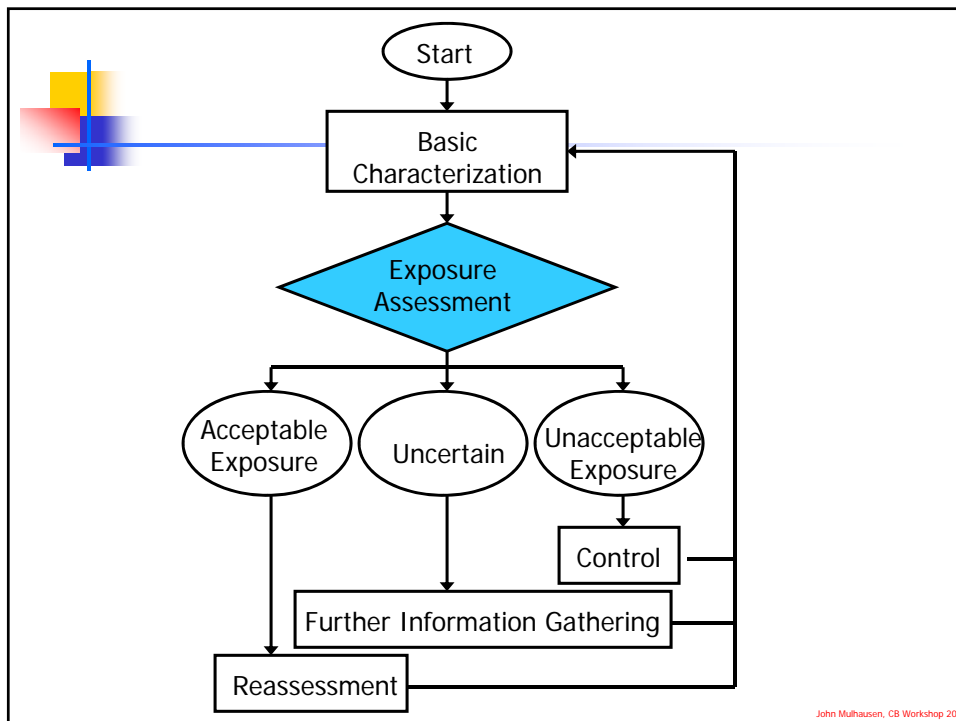 Start
Basic
Characterization
Exposure
Assessment
Acceptable
Exposure
Uncertain
Unacceptable
Exposure
Control
Further Information Gathering
Reassessment
John Mulhausen, CB Workshop 20